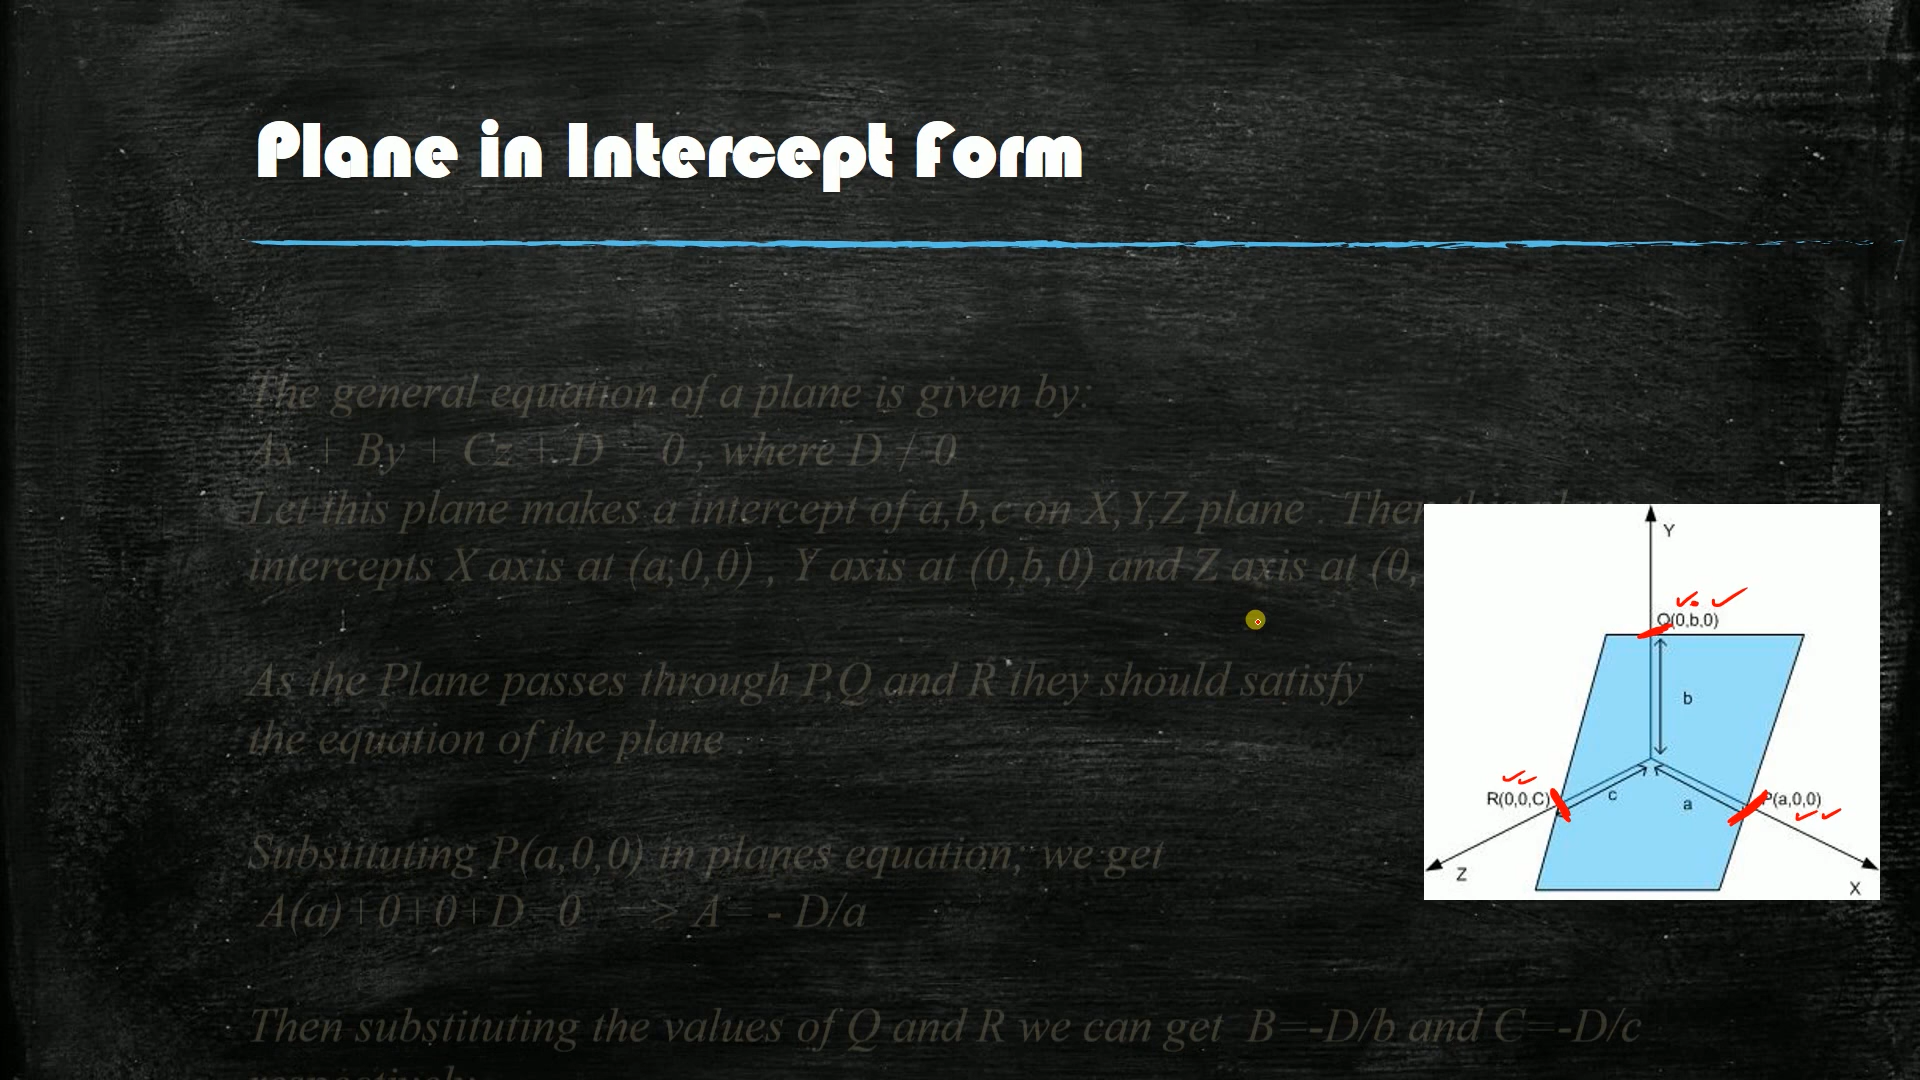 Plane in Intercept Form
The general equation of a plane is given by:
Ax + By + Cz + D = 0 , where D ≠ 0
Let this plane makes a intercept of a,b,c on X,Y,Z plane . Then this plane
intercepts X axis at (a,0,0) , Y axis at (0,b,0) and Z axis at (0,
As the Plane passes through P,Q and R they should satisfy
the equation of the plane .
Substituting P(a,0,0) in planes equation, we get
A(a)+0+0+D=0 => A= - D/a
Then substituting the values of Q and R we can get B=-D/b and C=-D/c
respectively
Y
Q(0,b,0)
b
R(0,0,C)
c
a
P(a,0,0)
Z
X